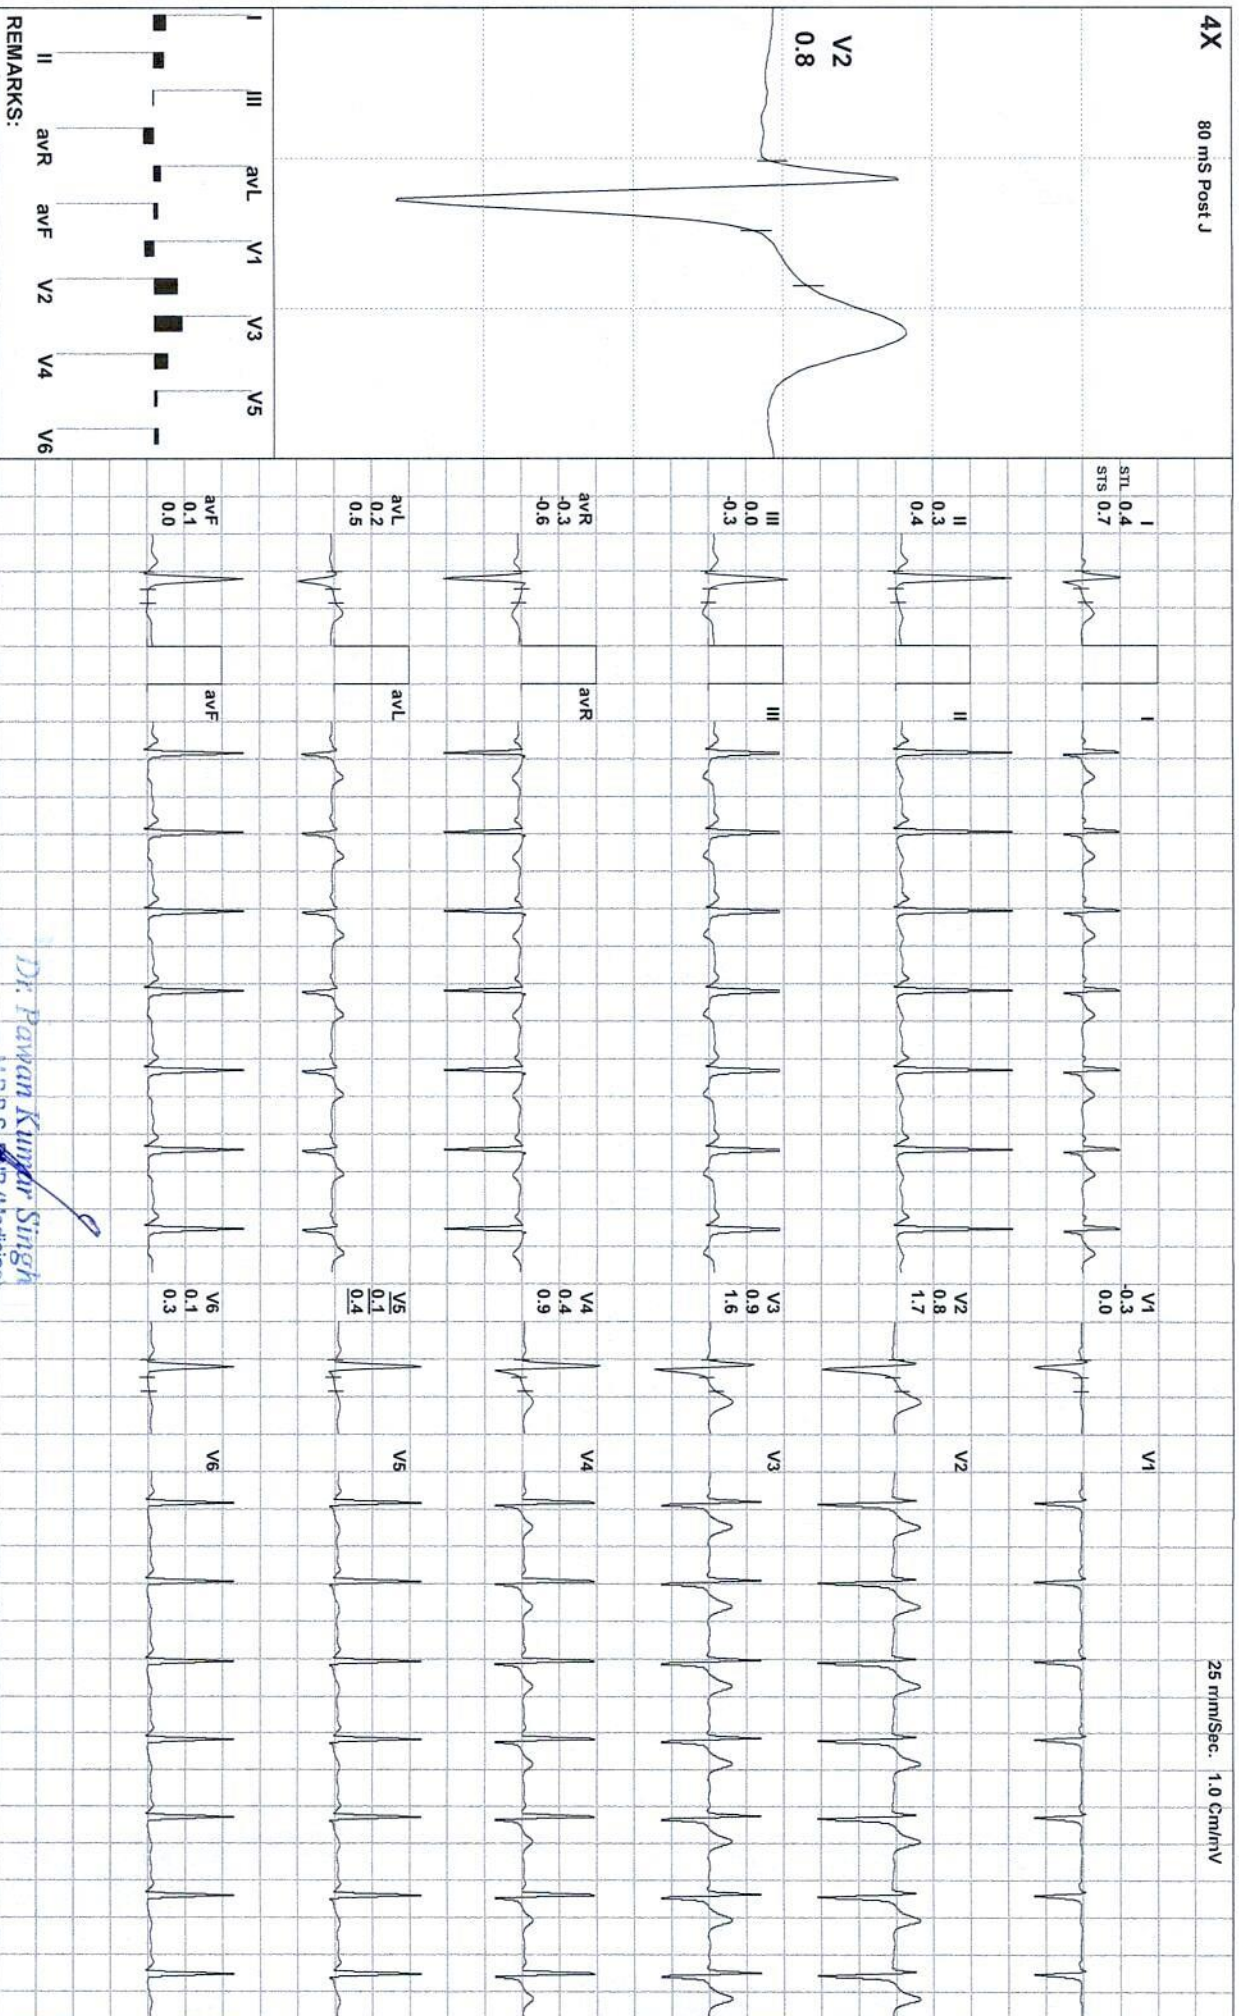 4X
80 mS Post J
25 mm/Sec. 1.0 Cm/mV
V2
0.8
I
STL 0.4
STS 0.7
I
II
0.3
0.4
II
III
0.0
-0.3
III
avR
-0.3
-0.6
avR
avL
0.2
0.5
avL
avF
0.1
0.0
avF
V1
-0.3
0.0
V1
V2
0.8
1.7
V2
V3
0.9
1.6
V3
V4
0.4
0.9
V4
V5
0.1
0.4
V5
V6
0.1
0.3
V6
I III avL V1 V3 V5
II avR avF V2 V4 V6
REMARKS:
Dr. Pawan Kumar Singh